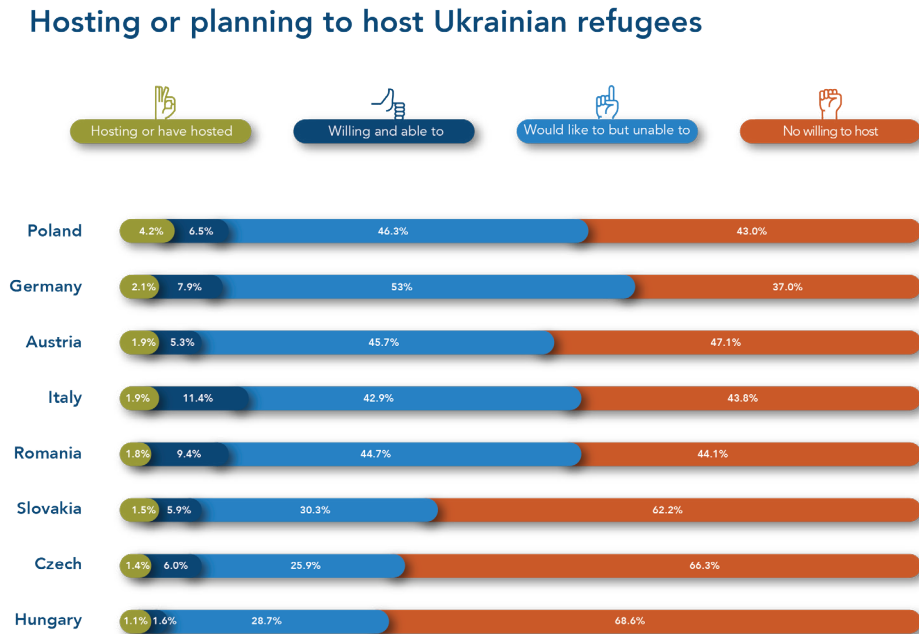 Hosting or planning to host Ukrainian refugees
Hosting or have hosted Willing and able to Would like to but unable to No willing to host
Poland 4.2% 6.5% 46.3% 43.0%
Germany 2.1% 7.9% 53% 37.0%
Austria 1.9% 5.3% 45.7% 47.1%
Italy 1.9% 11.4% 42.9% 43.8%
Romania 1.8% 9.4% 44.7% 44.1%
Slovakia 1.5% 5.9% 30.3% 62.2%
Czech 1.4% 6.0% 25.9% 66.3%
Hungary 1.1% 1.6% 28.7% 68.6%